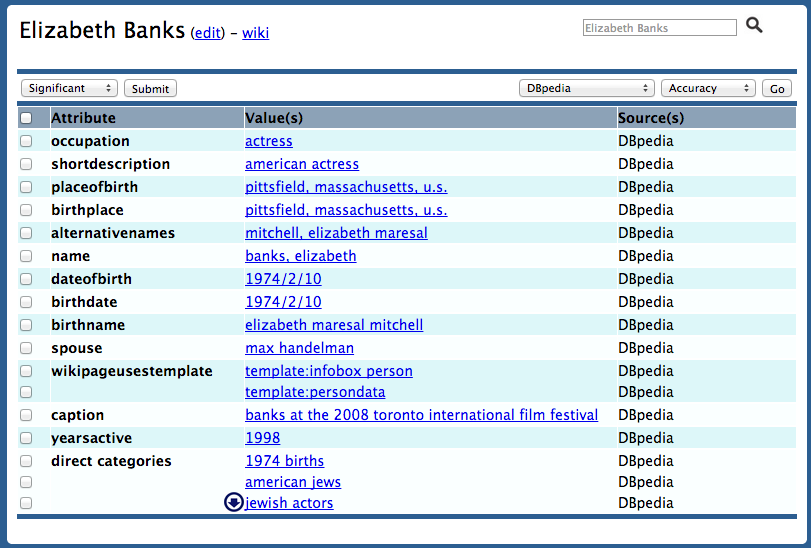 Elizabeth Banks (edit) – wiki
Elizabeth Banks
Significant Submit DBpedia Accuracy Go
Attribute Value(s) Source(s)
occupation actress DBpedia
shortdescription american actress DBpedia
placeofbirth pittsfield, massachusetts, u.s. DBpedia
birthplace pittsfield, massachusetts, u.s. DBpedia
alternativenames mitchell, elizabeth maresal DBpedia
name banks, elizabeth DBpedia
dateofbirth 1974/2/10 DBpedia
birthdate 1974/2/10 DBpedia
birthname elizabeth maresal mitchell DBpedia
spouse max handelman DBpedia
wikipageusestemplate template:infobox person DBpedia
template:persondata DBpedia
caption banks at the 2008 toronto international film festival DBpedia
yearsactive 1998 DBpedia
direct categories 1974 births DBpedia
american jews DBpedia
jewish actors DBpedia